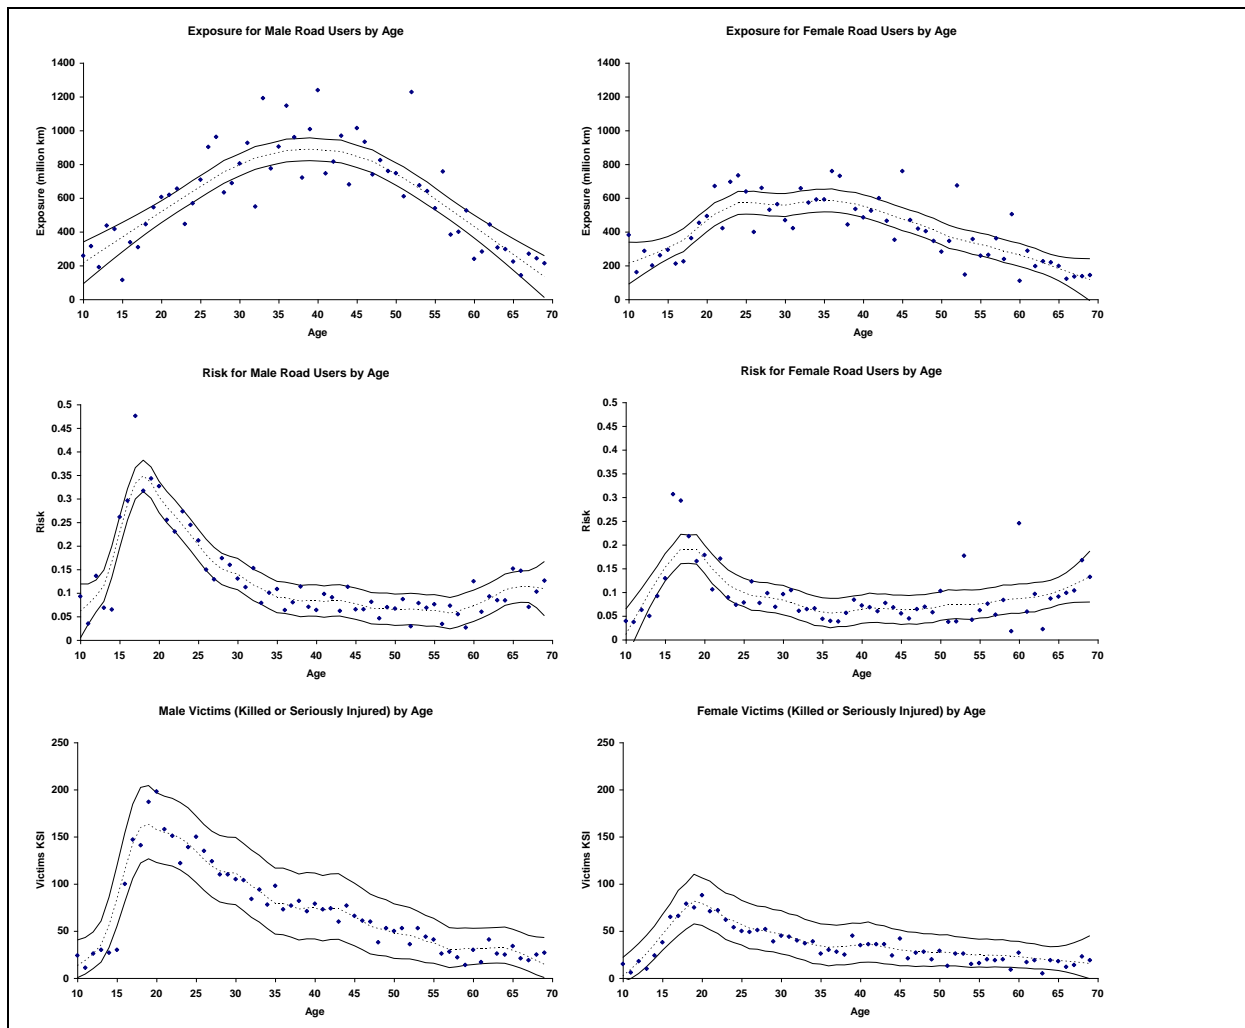 Exposure for Male Road Users by Age
Exposure (million km)
1400
1200
1000
800
600
400
200
0
10 15 20 25 30 35 40 45 50 55 60 65 70
Age
Exposure for Female Road Users by Age
Exposure (million km)
1400
1200
1000
800
600
400
200
0
10 15 20 25 30 35 40 45 50 55 60 65 70
Age
Risk for Male Road Users by Age
Risk
0.5
0.45
0.4
0.35
0.3
0.25
0.2
0.15
0.1
0.05
0
10 15 20 25 30 35 40 45 50 55 60 65 70
Age
Risk for Female Road Users by Age
Risk
0.5
0.45
0.4
0.35
0.3
0.25
0.2
0.15
0.1
0.05
0
10 15 20 25 30 35 40 45 50 55 60 65 70
Age
Male Victims (Killed or Seriously Injured) by Age
Victims KSI
250
200
150
100
50
0
10 15 20 25 30 35 40 45 50 55 60 65 70
Age
Female Victims (Killed or Seriously Injured) by Age
Victims KSI
250
200
150
100
50
0
10 15 20 25 30 35 40 45 50 55 60 65 70
Age